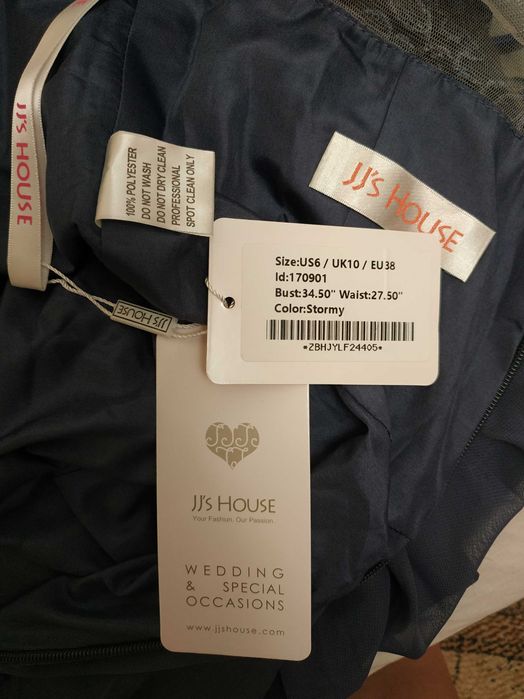 JJ's HOUSE
100% POLYESTER
DO NOT WASH
DO NOT DRY CLEAN
PROFESSIONAL
SPOT CLEAN ONLY
JJ's HOUSE
Size:US6 / UK10 / EU38
Id:170901
Bust:34.50'' Waist:27.50''
Color:Stormy
*ZBHJYLF24405*
JJ's HOUSE
JJ's HOUSE
Your Fashion. Our Passion.
WEDDING
& SPECIAL
OCCASIONS
www.jjshouse.com